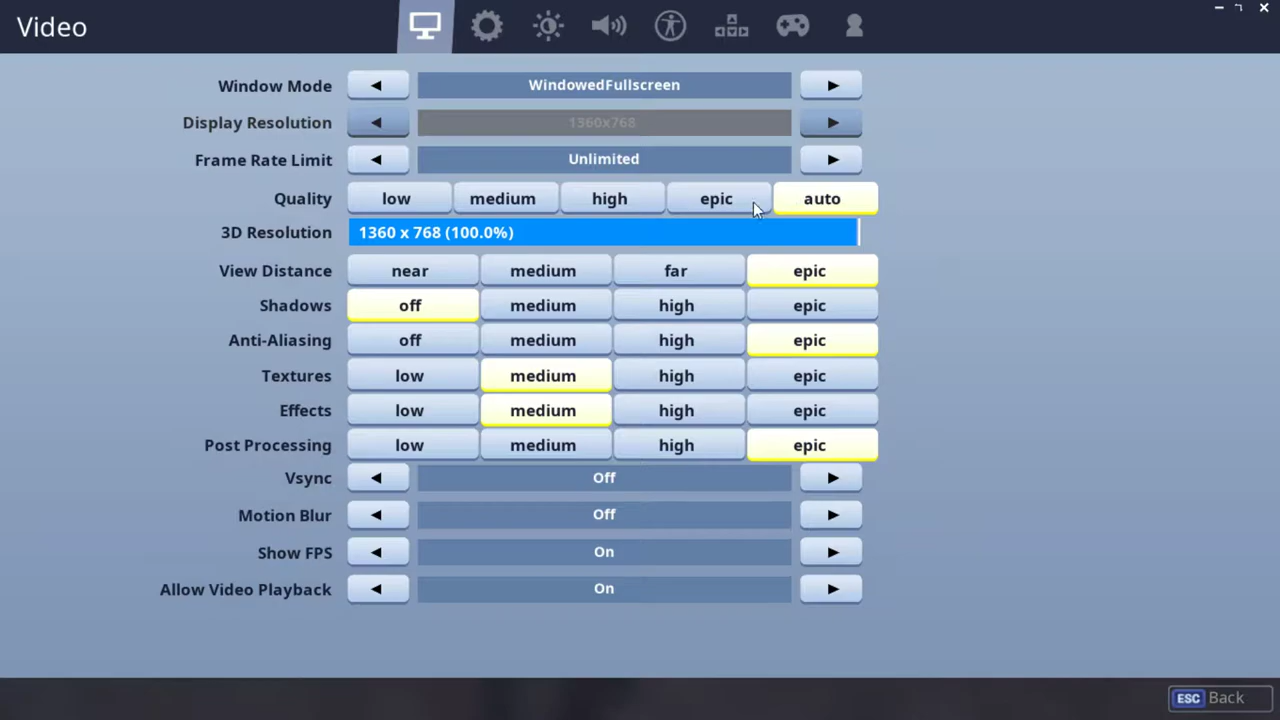 Video
Window Mode WindowedFullscreen
Display Resolution 1360x768
Frame Rate Limit Unlimited
Quality low medium high epic auto
3D Resolution 1360 x 768 (100.0%)
View Distance near medium far epic
Shadows off medium high epic
Anti-Aliasing off medium high epic
Textures low medium high epic
Effects low medium high epic
Post Processing low medium high epic
Vsync Off
Motion Blur Off
Show FPS On
Allow Video Playback On
ESC Back